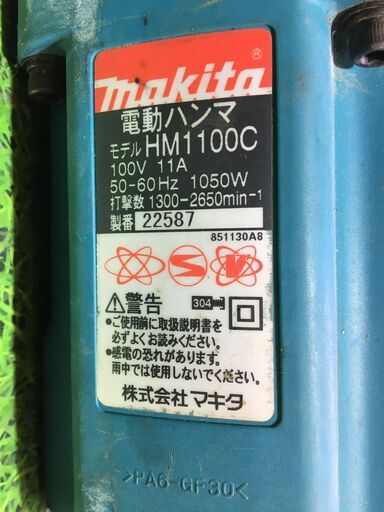 makita®
電動ハンマ
モデル HM1100C
100V 11A
50-60Hz 1050W
打撃数 1300-2650min⁻¹
製番 22587
851130A8
⚠警告 304
●ご使用前に取扱説明書を
必ずよくお読みください。
●感電の恐れがあります。
雨中では使用しないでください。
株式会社マキタ
>PA6-GF30<